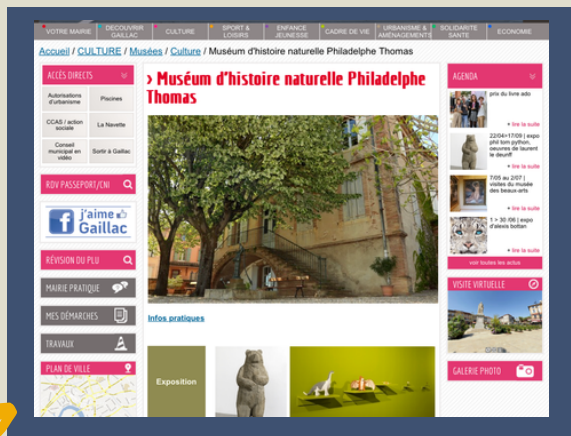 VOTRE MAIRIE
DECOUVRIR
GAILLAC
CULTURE
SPORT &
LOISIRS
ENFANCE
JEUNESSE
CADRE DE VIE
URBANISME &
AMÉNAGEMENTS
SOLIDARITE
SANTE
ECONOMIE
Accueil / CULTURE / Musées / Culture / Muséum d'histoire naturelle Philadelphe Thomas
ACCÈS DIRECTS
Autorisations
d'urbanisme
Piscines
CCAS / action
sociale
La Navette
Conseil
municipal en
vidéo
Sortir à Gaillac
RDV PASSEPORT/CNI
f j'aime
Gaillac
RÉVISION DU PLU
MAIRIE PRATIQUE
MES DÉMARCHES
TRAVAUX
PLAN DE VILLE
› Muséum d'histoire naturelle Philadelphe
Thomas
Infos pratiques
Exposition
AGENDA
prix du livre ado
+ lire la suite
22/04>17/09 | expo
phil tom python,
oeuvres de laurent
le deunff
+ lire la suite
7/05 au 2/07 |
visites du musée
des beaux-arts
+ lire la suite
1 > 30 /06 | expo
d'alexis bottan
+ lire la suite
voir toutes les actus
VISITE VIRTUELLE
GALERIE PHOTO